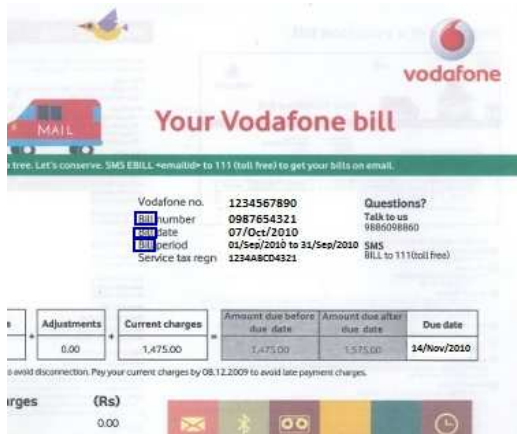 vodafone
MAIL
Your Vodafone bill
tree. Let's conserve. SMS EBILL <emailid> to 111 (toll free) to get your bills on email.
Vodafone no. 1234567890 Questions?
Bill number 0987654321 Talk to us
Bill date 07/Oct/2010 9886098860
Bill period 01/Sep/2010 to 31/Sep/2010 SMS
Service tax regn 1234ABCD4321 BILL to 111(toll free)
Adjustments Current charges Amount due before due date Amount due after due date Due date
+ 0.00 + 1,475.00 = 1,475.00 1,575.00 14/Nov/2010
avoid disconnection. Pay your current charges by 08.12.2009 to avoid late payment charges.
(Rs)
0.00